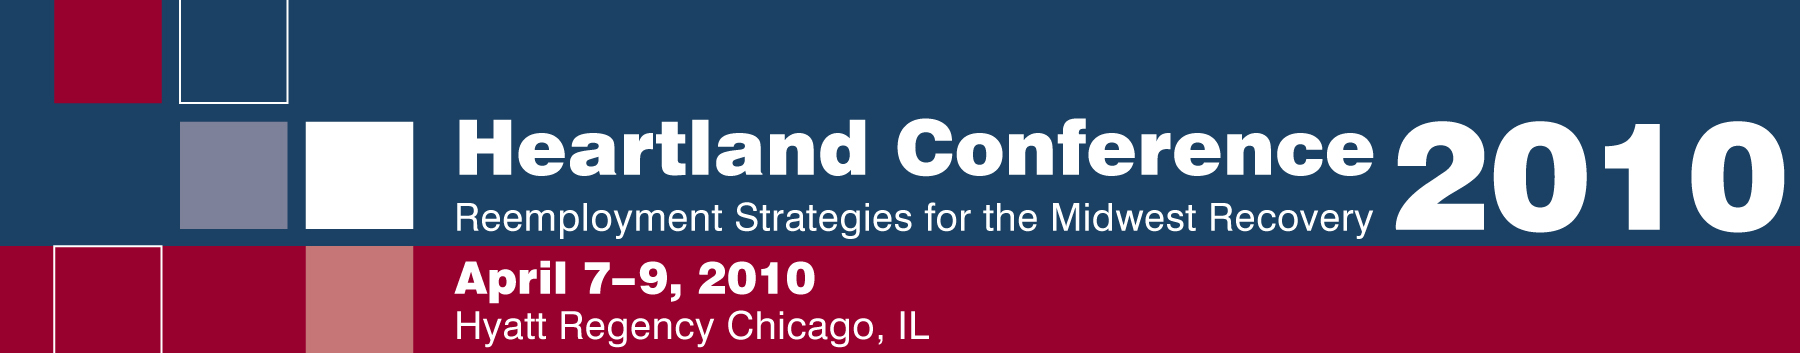 Heartland Conference 2010
Reemployment Strategies for the Midwest Recovery
April 7–9, 2010
Hyatt Regency Chicago, IL